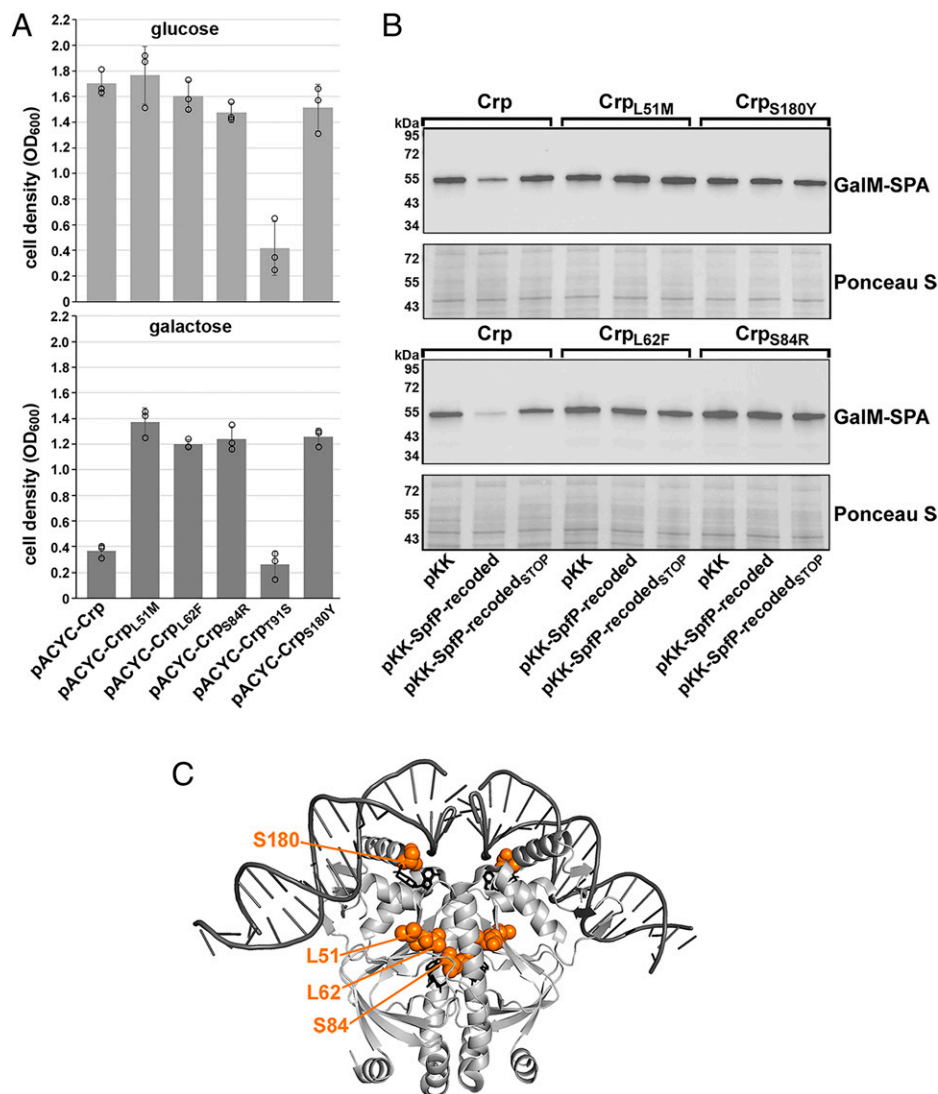 A
glucose
cell density (OD600)
2.2
2.0
1.8
1.6
1.4
1.2
1.0
0.8
0.6
0.4
0.2
0
galactose
cell density (OD600)
2.2
2.0
1.8
1.6
1.4
1.2
1.0
0.8
0.6
0.4
0.2
0
pACYC-Crp
pACYC-CrpL51M
pACYC-CrpL62F
pACYC-CrpS84R
pACYC-CrpT91S
pACYC-CrpS180Y
B
Crp CrpL51M CrpS180Y
kDa
95
72
55
43
34
GalM-SPA
72
55
43
Ponceau S
Crp CrpL62F CrpS84R
kDa
95
72
55
43
34
GalM-SPA
72
55
43
Ponceau S
pKK
pKK-SpfP-recoded
pKK-SpfP-recodedSTOP
pKK
pKK-SpfP-recoded
pKK-SpfP-recodedSTOP
pKK
pKK-SpfP-recoded
pKK-SpfP-recodedSTOP
C
S180
L51
L62
S84